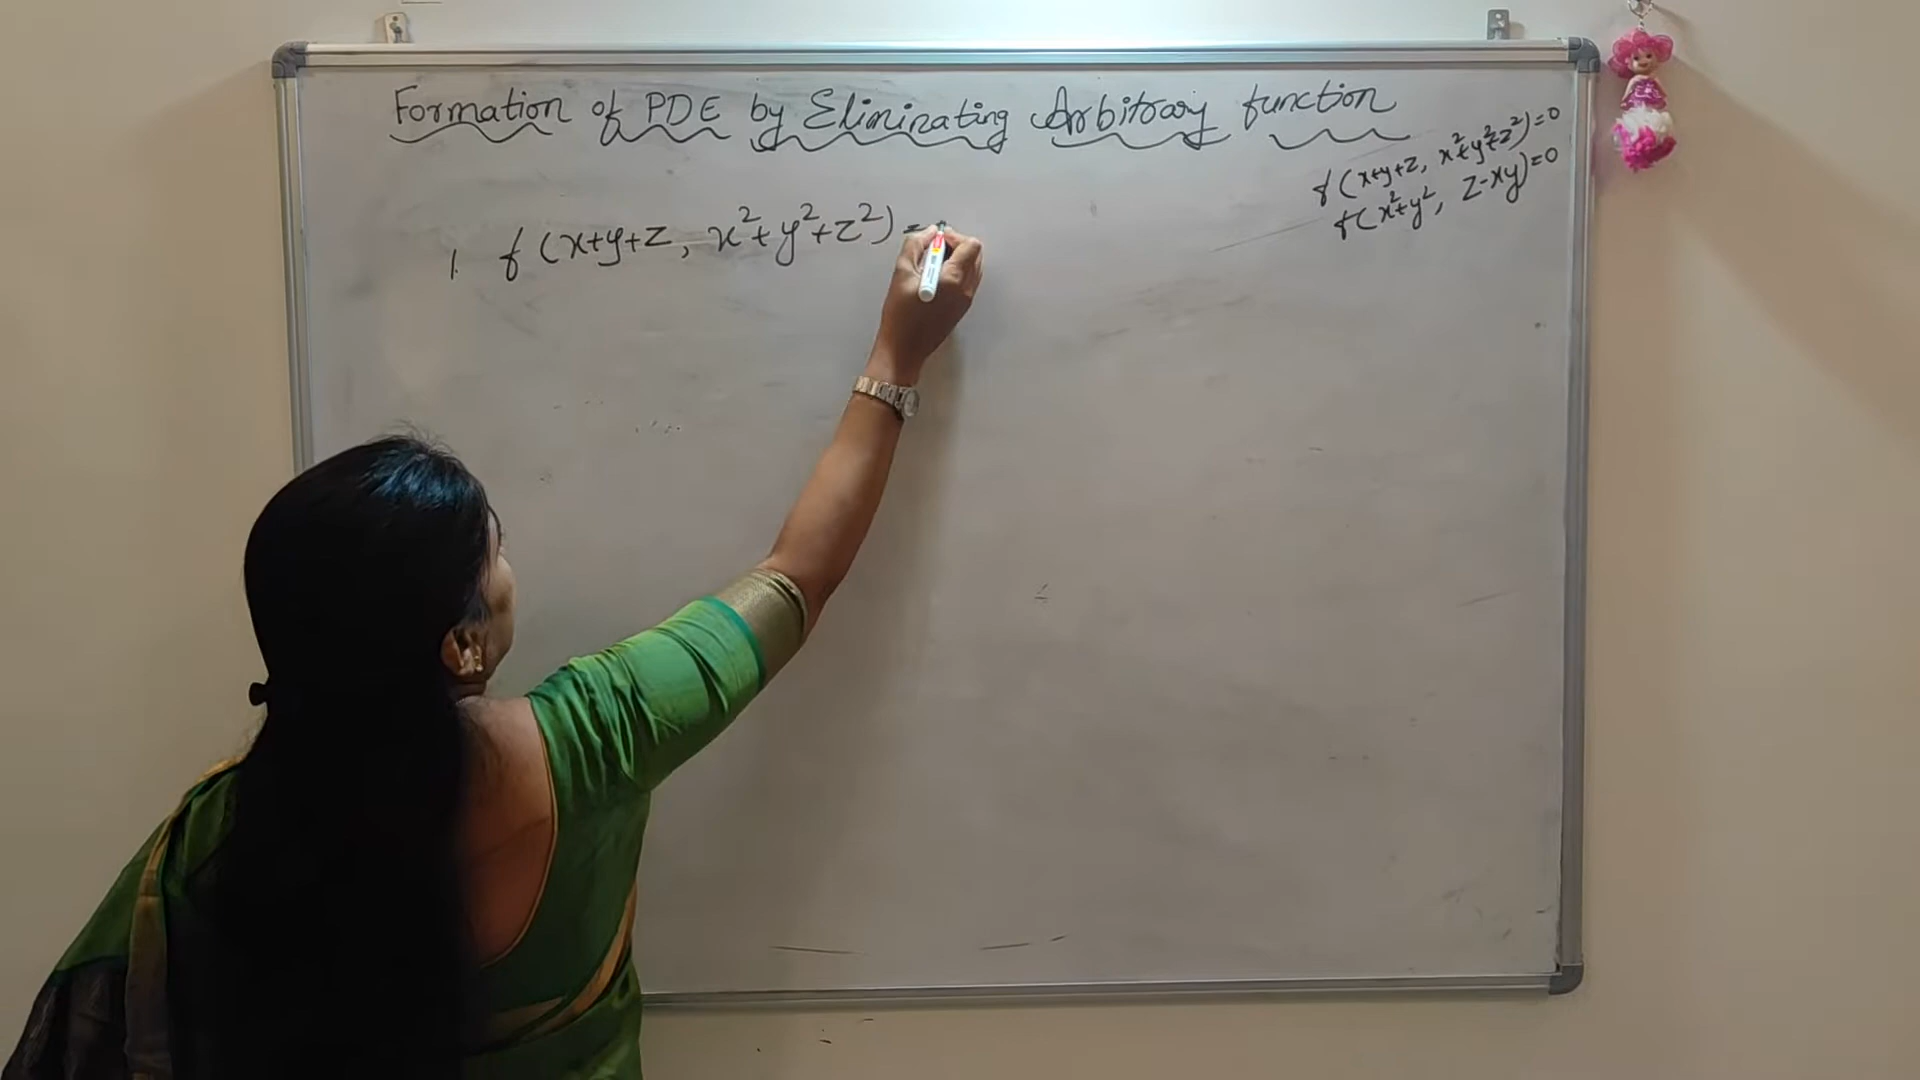 Formation of PDE by Eliminating Arbitrary function
f(x+y+z, x²+y²+z²)=0
f(x²+y², z-xy)=0
1. f(x+y+z, x²+y²+z²)=